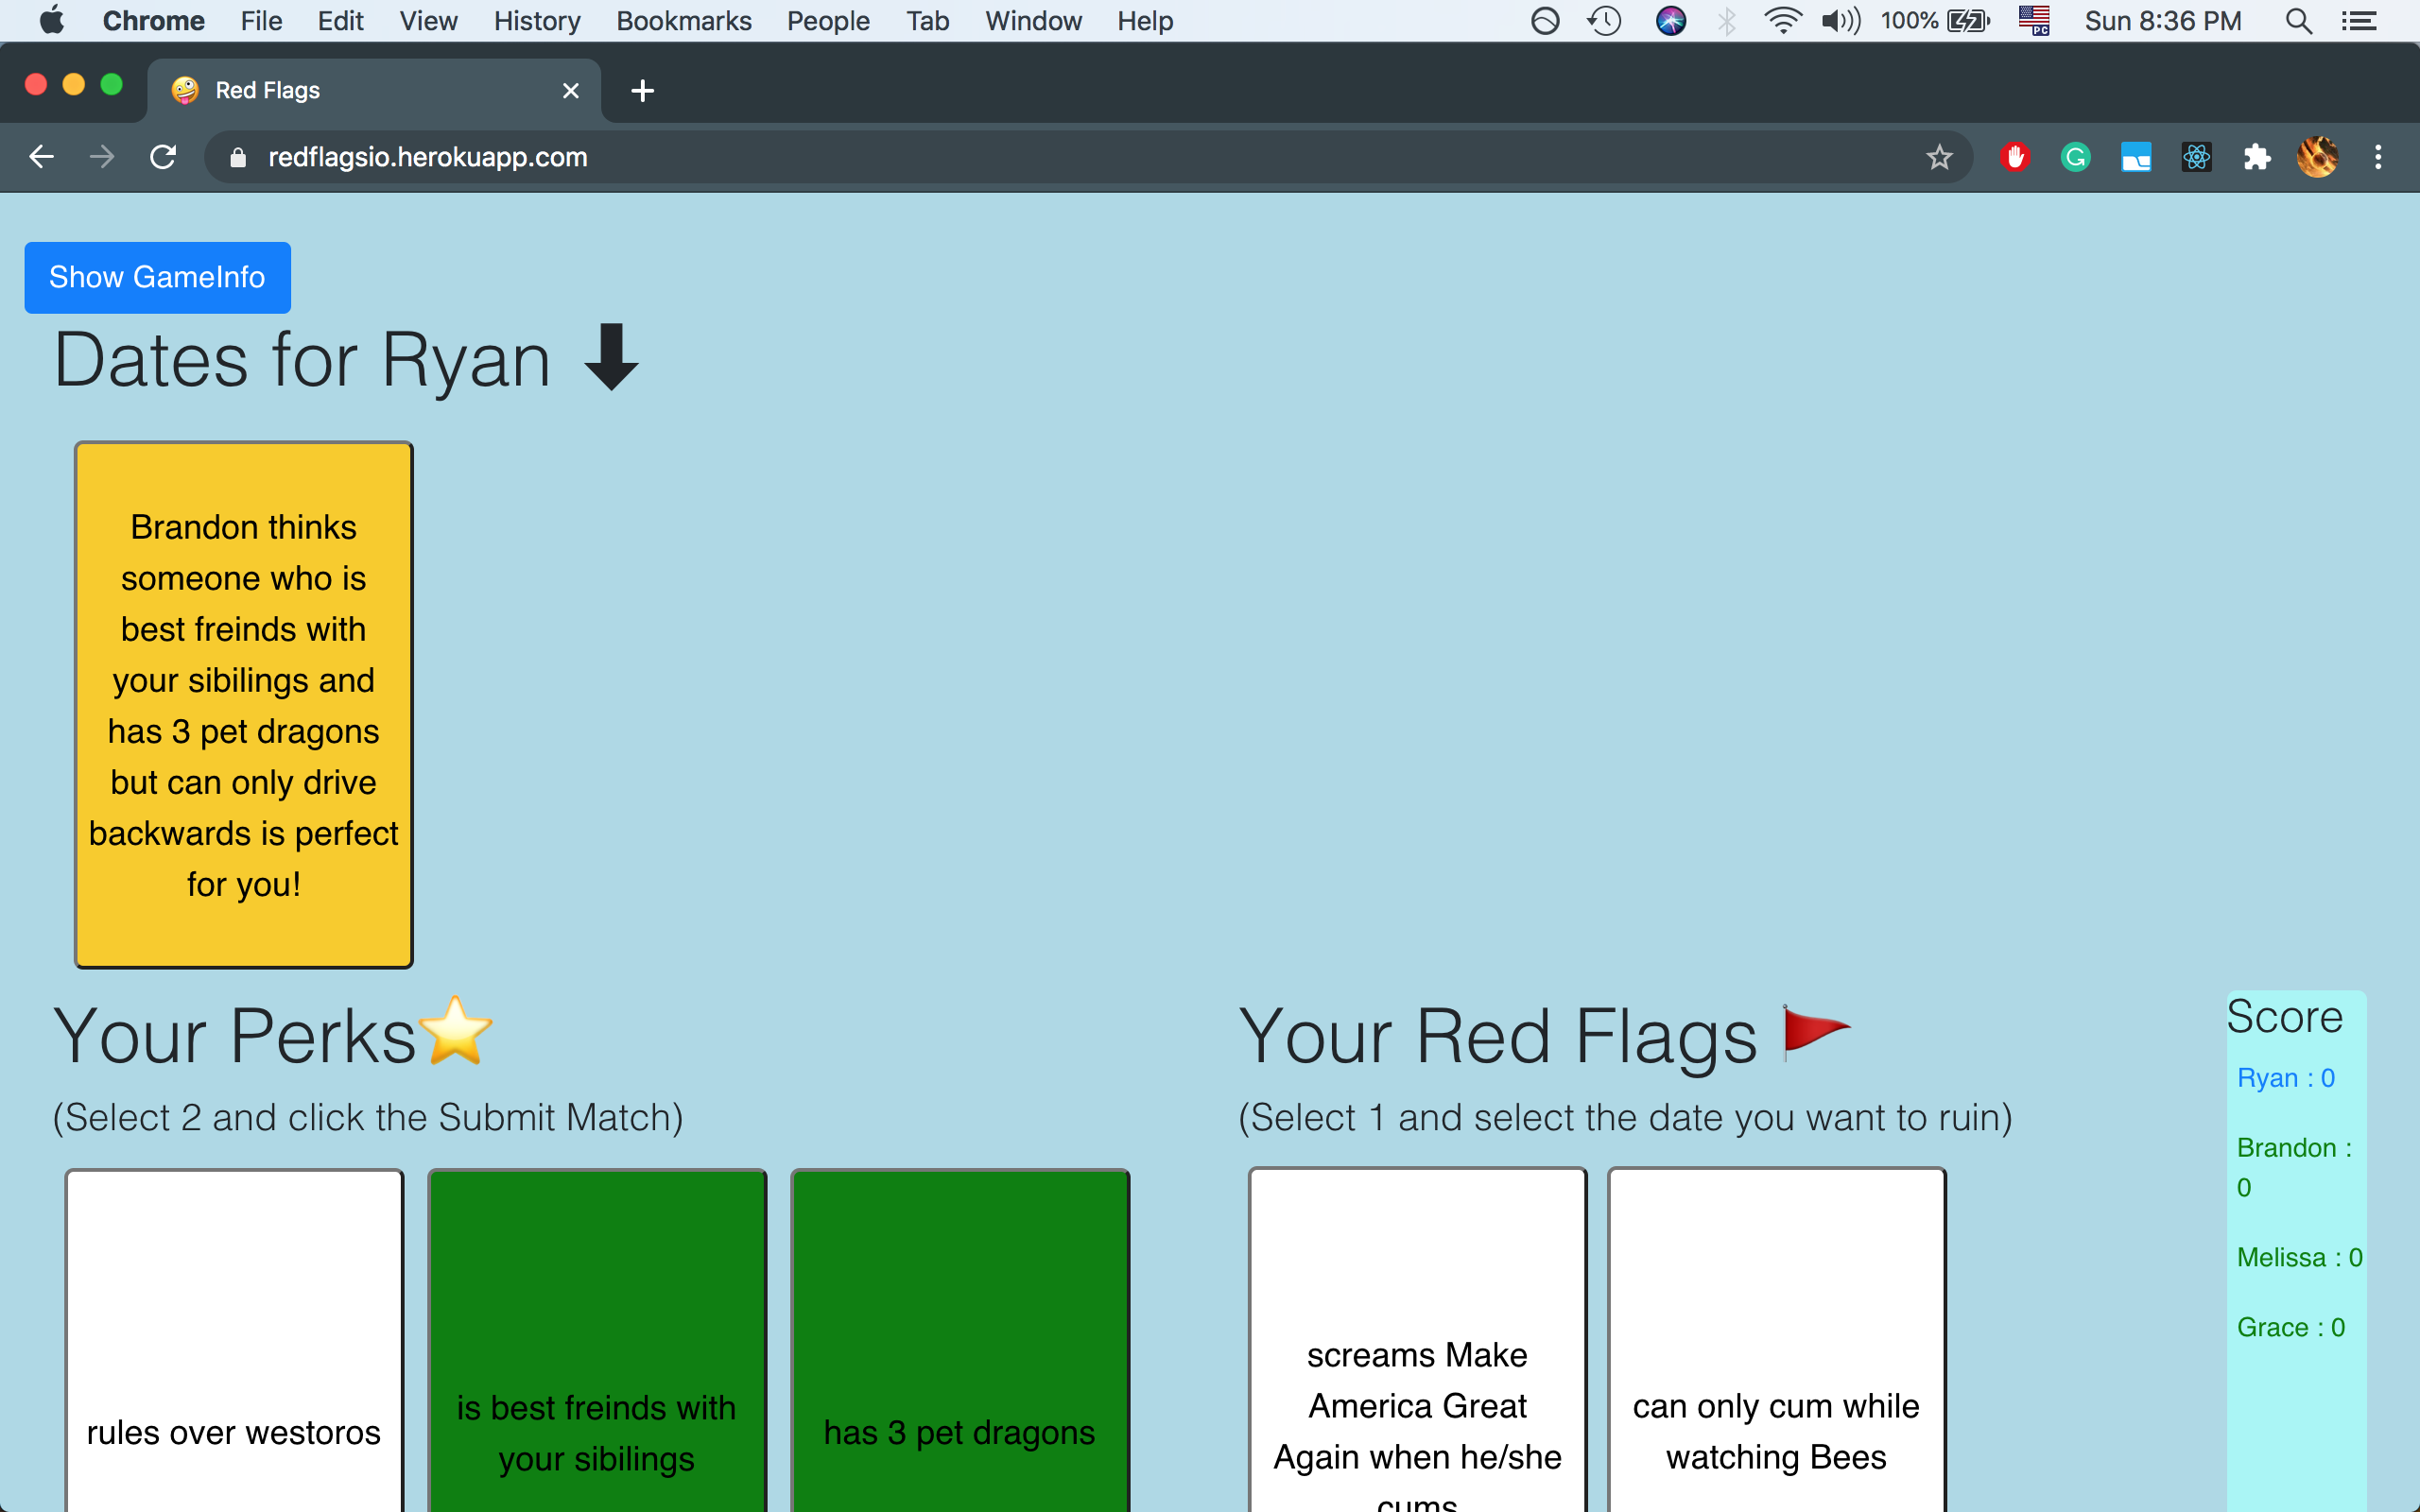 Chrome File Edit View History Bookmarks People Tab Window Help 100% PC Sun 8:36 PM
Red Flags
redflagsio.herokuapp.com
Show GameInfo
Dates for Ryan
Brandon thinks
someone who is
best freinds with
your sibilings and
has 3 pet dragons
but can only drive
backwards is perfect
for you!
Your Perks
(Select 2 and click the Submit Match)
rules over westoros
is best freinds with
your sibilings
has 3 pet dragons
Your Red Flags
(Select 1 and select the date you want to ruin)
screams Make
America Great
Again when he/she
cums
can only cum while
watching Bees
Score
Ryan : 0
Brandon :
0
Melissa : 0
Grace : 0